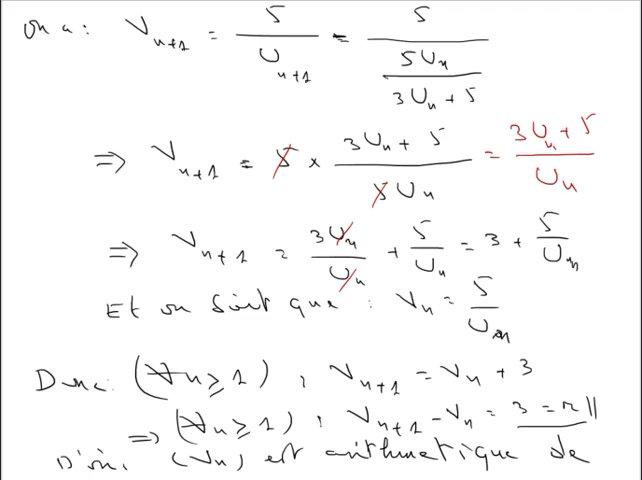 on a : V_{n+1} = 5 / U_{n+1} = 5 / (5U_n / (3U_n + 5))
⇒ V_{n+1} = 5 × (3U_n + 5) / (5U_n) = (3U_n + 5) / U_n
⇒ V_{n+1} = 3U_n / U_n + 5 / U_n = 3 + 5 / U_n
Et on sait que : V_n = 5 / U_n
Donc : (∀n ≥ 1), V_{n+1} = V_n + 3
⇒ (∀n ≥ 1), V_{n+1} - V_n = 3 = r //
D'où (V_n) est arithmetique de